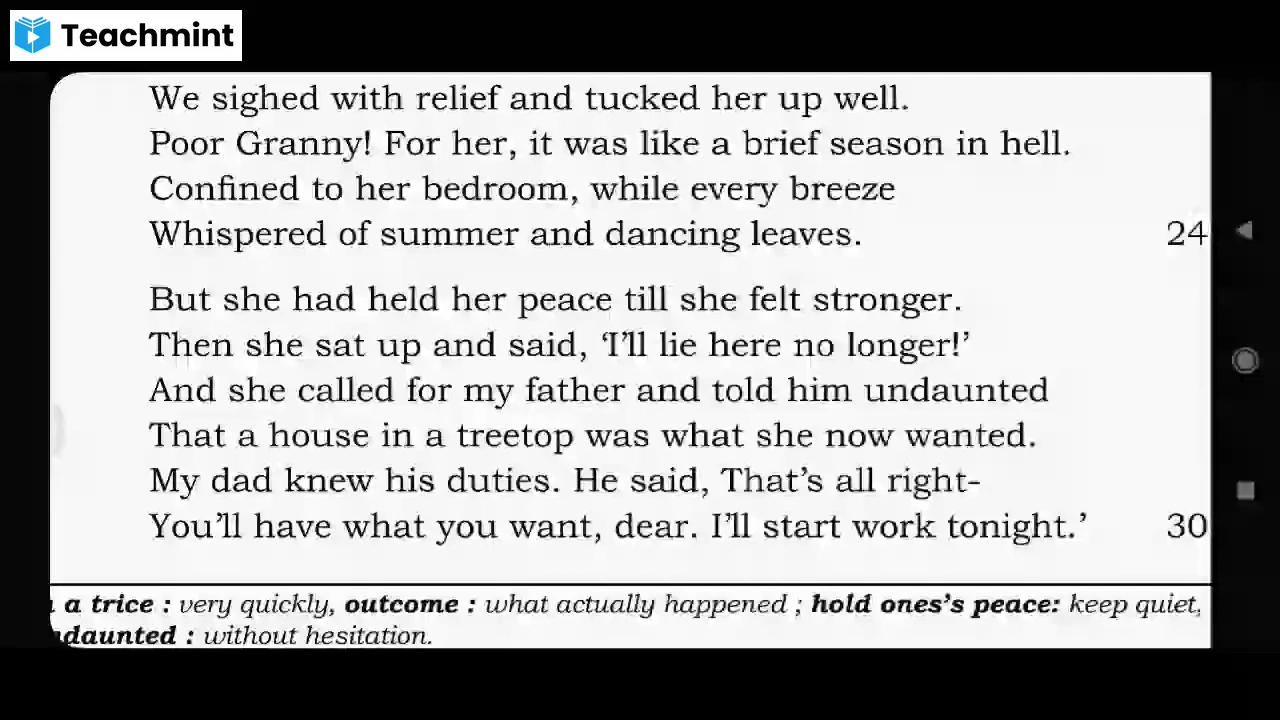 Teachmint
We sighed with relief and tucked her up well.
Poor Granny! For her, it was like a brief season in hell.
Confined to her bedroom, while every breeze
Whispered of summer and dancing leaves. 24
But she had held her peace till she felt stronger.
Then she sat up and said, ‘I’ll lie here no longer!’
And she called for my father and told him undaunted
That a house in a treetop was what she now wanted.
My dad knew his duties. He said, That’s all right-
You’ll have what you want, dear. I’ll start work tonight.’ 30
a trice : very quickly, outcome : what actually happened ; hold ones’s peace: keep quiet,
daunted : without hesitation.